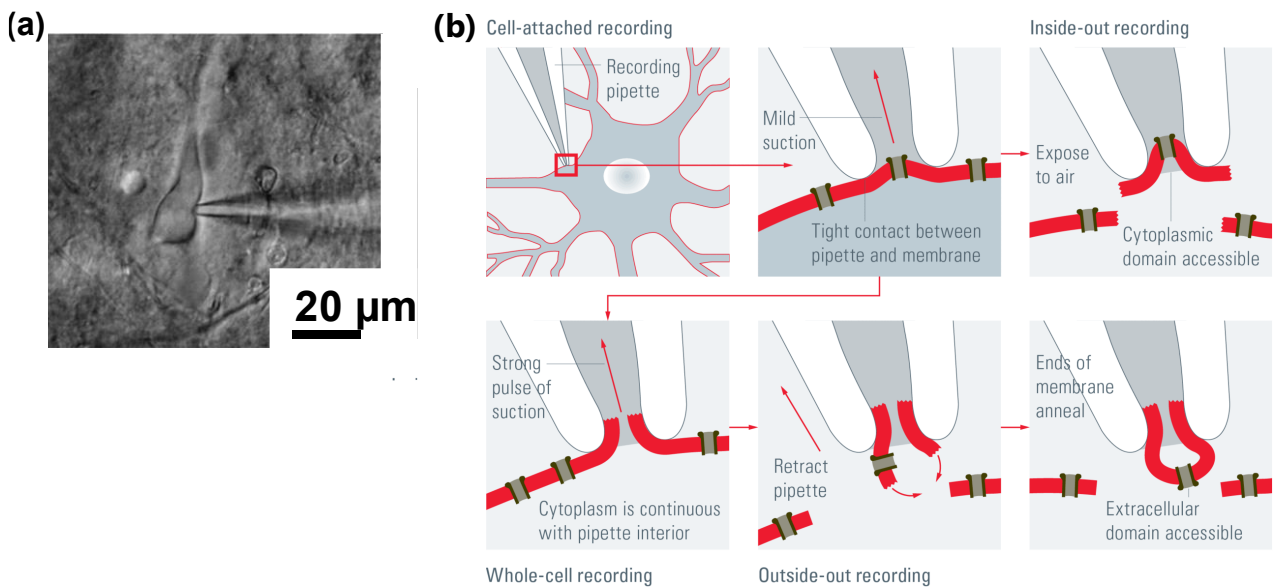 (a)
20 µm
(b)
Cell-attached recording
Recording
pipette
Mild
suction
Tight contact between
pipette and membrane
Inside-out recording
Expose
to air
Cytoplasmic
domain accessible
Strong
pulse of
suction
Cytoplasm is continuous
with pipette interior
Whole-cell recording
Retract
pipette
Outside-out recording
Ends of
membrane
anneal
Extracellular
domain accessible